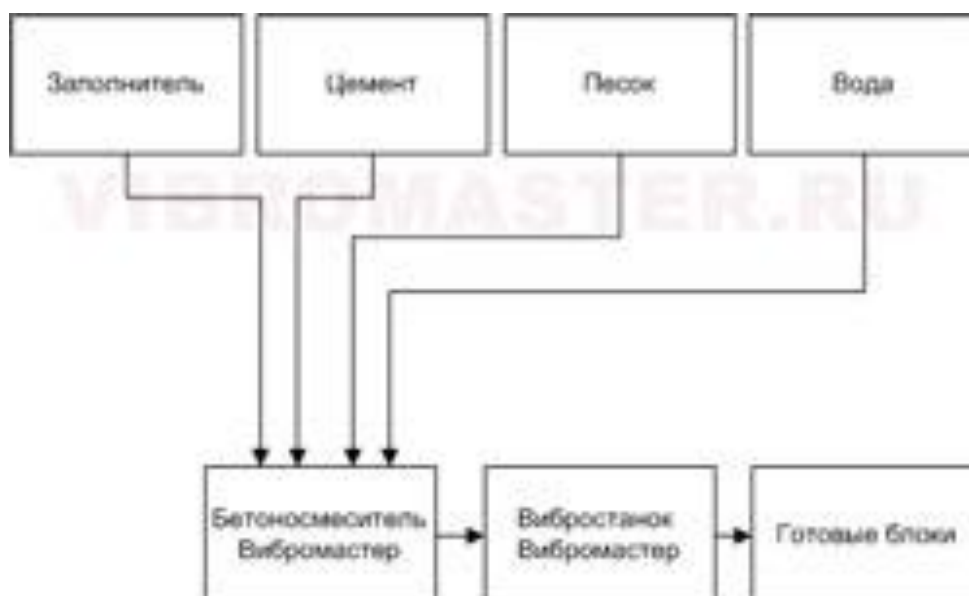 Заполнитель
Цемент
Песок
Вода
VIBROMASTER.RU
Бетоносмеситель
Вибромастер
Вибростанок
Вибромастер
Готовые блоки